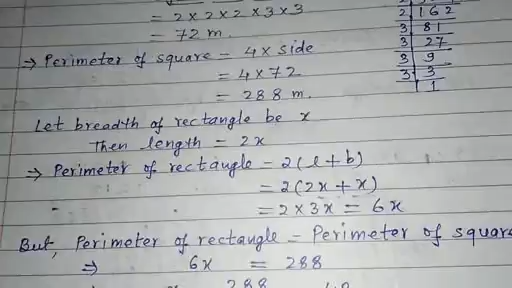 = 2 × 2 × 2 × 3 × 3
= 72 m.
2 | 162
3 | 81
3 | 27
3 | 9
3 | 3
1
→ Perimeter of square = 4 × side
= 4 × 72
= 288 m.
Let breadth of rectangle be x
Then length = 2x
→ Perimeter of rectangle = 2(l + b)
= 2(2x + x)
= 2 × 3x = 6x
But, Perimeter of rectangle = Perimeter of square
⇒ 6x = 288
288